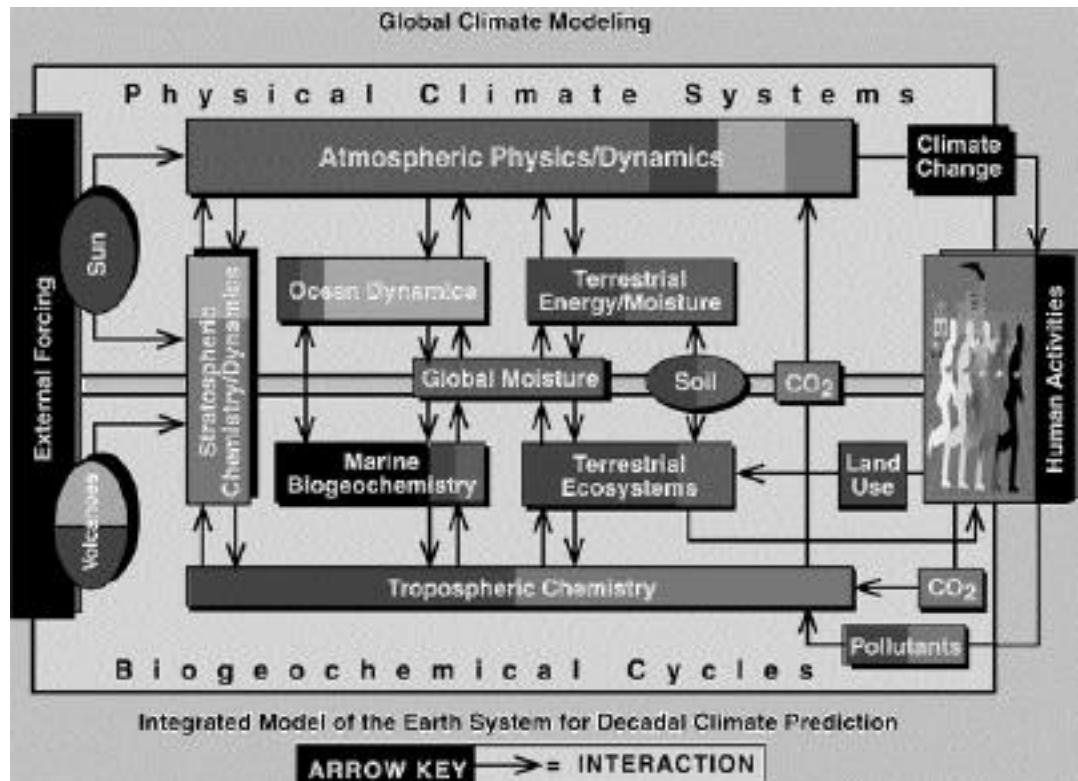 Global Climate Modeling
Physical Climate Systems
Atmospheric Physics/Dynamics
Climate
Change
External Forcing
Sun
Stratospheric
Chemistry/Dynamics
Ocean Dynamics
Terrestrial
Energy/Moisture
Global Moisture
Soil
CO2
Human Activities
Volcanoes
Marine
Biogeochemistry
Terrestrial
Ecosystems
Land
Use
Tropospheric Chemistry
CO2
Pollutants
Biogeochemical Cycles
Integrated Model of the Earth System for Decadal Climate Prediction
ARROW KEY = INTERACTION